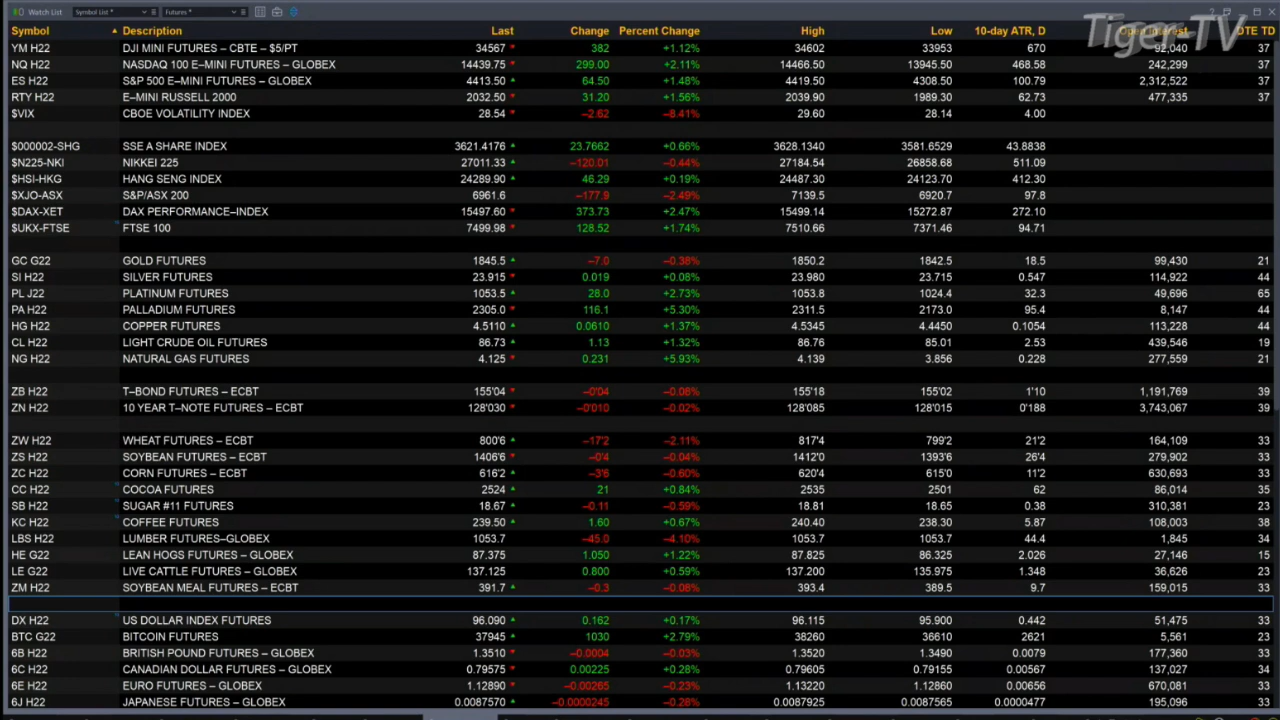 Watch List Symbol List * Futures *
Tiger-TV
Symbol Description Last Change Percent Change High Low 10-day ATR, D Open Interest DTE TD
YM H22 DJI MINI FUTURES – CBTE – $5/PT 34567 382 +1.12% 34602 33953 670 92,040 37
NQ H22 NASDAQ 100 E–MINI FUTURES – GLOBEX 14439.75 299.00 +2.11% 14466.50 13945.50 468.58 242,299 37
ES H22 S&P 500 E–MINI FUTURES – GLOBEX 4413.50 64.50 +1.48% 4419.50 4308.50 100.79 2,312,522 37
RTY H22 E–MINI RUSSELL 2000 2032.50 31.20 +1.56% 2039.90 1989.30 62.73 477,335 37
$VIX CBOE VOLATILITY INDEX 28.54 –2.62 –8.41% 29.60 28.14 4.00
$000002-SHG SSE A SHARE INDEX 3621.4176 23.7662 +0.66% 3628.1340 3581.6529 43.8838
$N225-NKI NIKKEI 225 27011.33 –120.01 –0.44% 27184.54 26858.68 511.09
$HSI-HKG HANG SENG INDEX 24289.90 46.29 +0.19% 24487.30 24123.70 412.30
$XJO-ASX S&P/ASX 200 6961.6 –177.9 –2.49% 7139.5 6920.7 97.8
$DAX-XET DAX PERFORMANCE–INDEX 15497.60 373.73 +2.47% 15499.14 15272.87 272.10
$UKX-FTSE FTSE 100 7499.98 128.52 +1.74% 7510.66 7371.46 94.71
GC G22 GOLD FUTURES 1845.5 –7.0 –0.38% 1850.2 1842.5 18.5 99,430 21
SI H22 SILVER FUTURES 23.915 0.019 +0.08% 23.980 23.715 0.547 114,922 44
PL J22 PLATINUM FUTURES 1053.5 28.0 +2.73% 1053.8 1024.4 32.3 49,696 65
PA H22 PALLADIUM FUTURES 2305.0 116.1 +5.30% 2311.5 2173.0 95.4 8,147 44
HG H22 COPPER FUTURES 4.5110 0.0610 +1.37% 4.5345 4.4450 0.1054 113,228 44
CL H22 LIGHT CRUDE OIL FUTURES 86.73 1.13 +1.32% 86.76 85.01 2.53 439,546 19
NG H22 NATURAL GAS FUTURES 4.125 0.231 +5.93% 4.139 3.856 0.228 277,559 21
ZB H22 T–BOND FUTURES – ECBT 155'04 –0'04 –0.08% 155'18 155'02 1'10 1,191,769 39
ZN H22 10 YEAR T–NOTE FUTURES – ECBT 128'030 –0'010 –0.02% 128'085 128'015 0'188 3,743,067 39
ZW H22 WHEAT FUTURES – ECBT 800'6 –17'2 –2.11% 817'4 799'2 21'2 164,109 33
ZS H22 SOYBEAN FUTURES – ECBT 1406'6 –0'4 –0.04% 1412'0 1393'6 26'4 279,902 33
ZC H22 CORN FUTURES – ECBT 616'2 –3'6 –0.60% 620'4 615'0 11'2 630,693 33
CC H22 COCOA FUTURES 2524 21 +0.84% 2535 2501 62 86,014 35
SB H22 SUGAR #11 FUTURES 18.67 –0.11 –0.59% 18.81 18.65 0.38 310,381 23
KC H22 COFFEE FUTURES 239.50 1.60 +0.67% 240.40 238.30 5.87 108,003 38
LBS H22 LUMBER FUTURES–GLOBEX 1053.7 –45.0 –4.10% 1053.7 1053.7 44.4 1,845 34
HE G22 LEAN HOGS FUTURES – GLOBEX 87.375 1.050 +1.22% 87.825 86.325 2.026 27,146 15
LE G22 LIVE CATTLE FUTURES – GLOBEX 137.125 0.800 +0.59% 137.200 135.975 1.348 36,626 23
ZM H22 SOYBEAN MEAL FUTURES – ECBT 391.7 –0.3 –0.08% 393.4 389.5 9.7 159,015 33
DX H22 US DOLLAR INDEX FUTURES 96.090 0.162 +0.17% 96.115 95.900 0.442 51,475 33
BTC G22 BITCOIN FUTURES 37945 1030 +2.79% 38260 36610 2621 5,561 23
6B H22 BRITISH POUND FUTURES – GLOBEX 1.3510 –0.0004 –0.03% 1.3520 1.3490 0.0079 177,360 33
6C H22 CANADIAN DOLLAR FUTURES – GLOBEX 0.79575 0.00225 +0.28% 0.79605 0.79155 0.00567 137,027 34
6E H22 EURO FUTURES – GLOBEX 1.12890 –0.00265 –0.23% 1.13220 1.12860 0.00656 670,081 33
6J H22 JAPANESE FUTURES – GLOBEX 0.0087570 –0.0000245 –0.28% 0.0087925 0.0087565 0.0000477 195,096 33